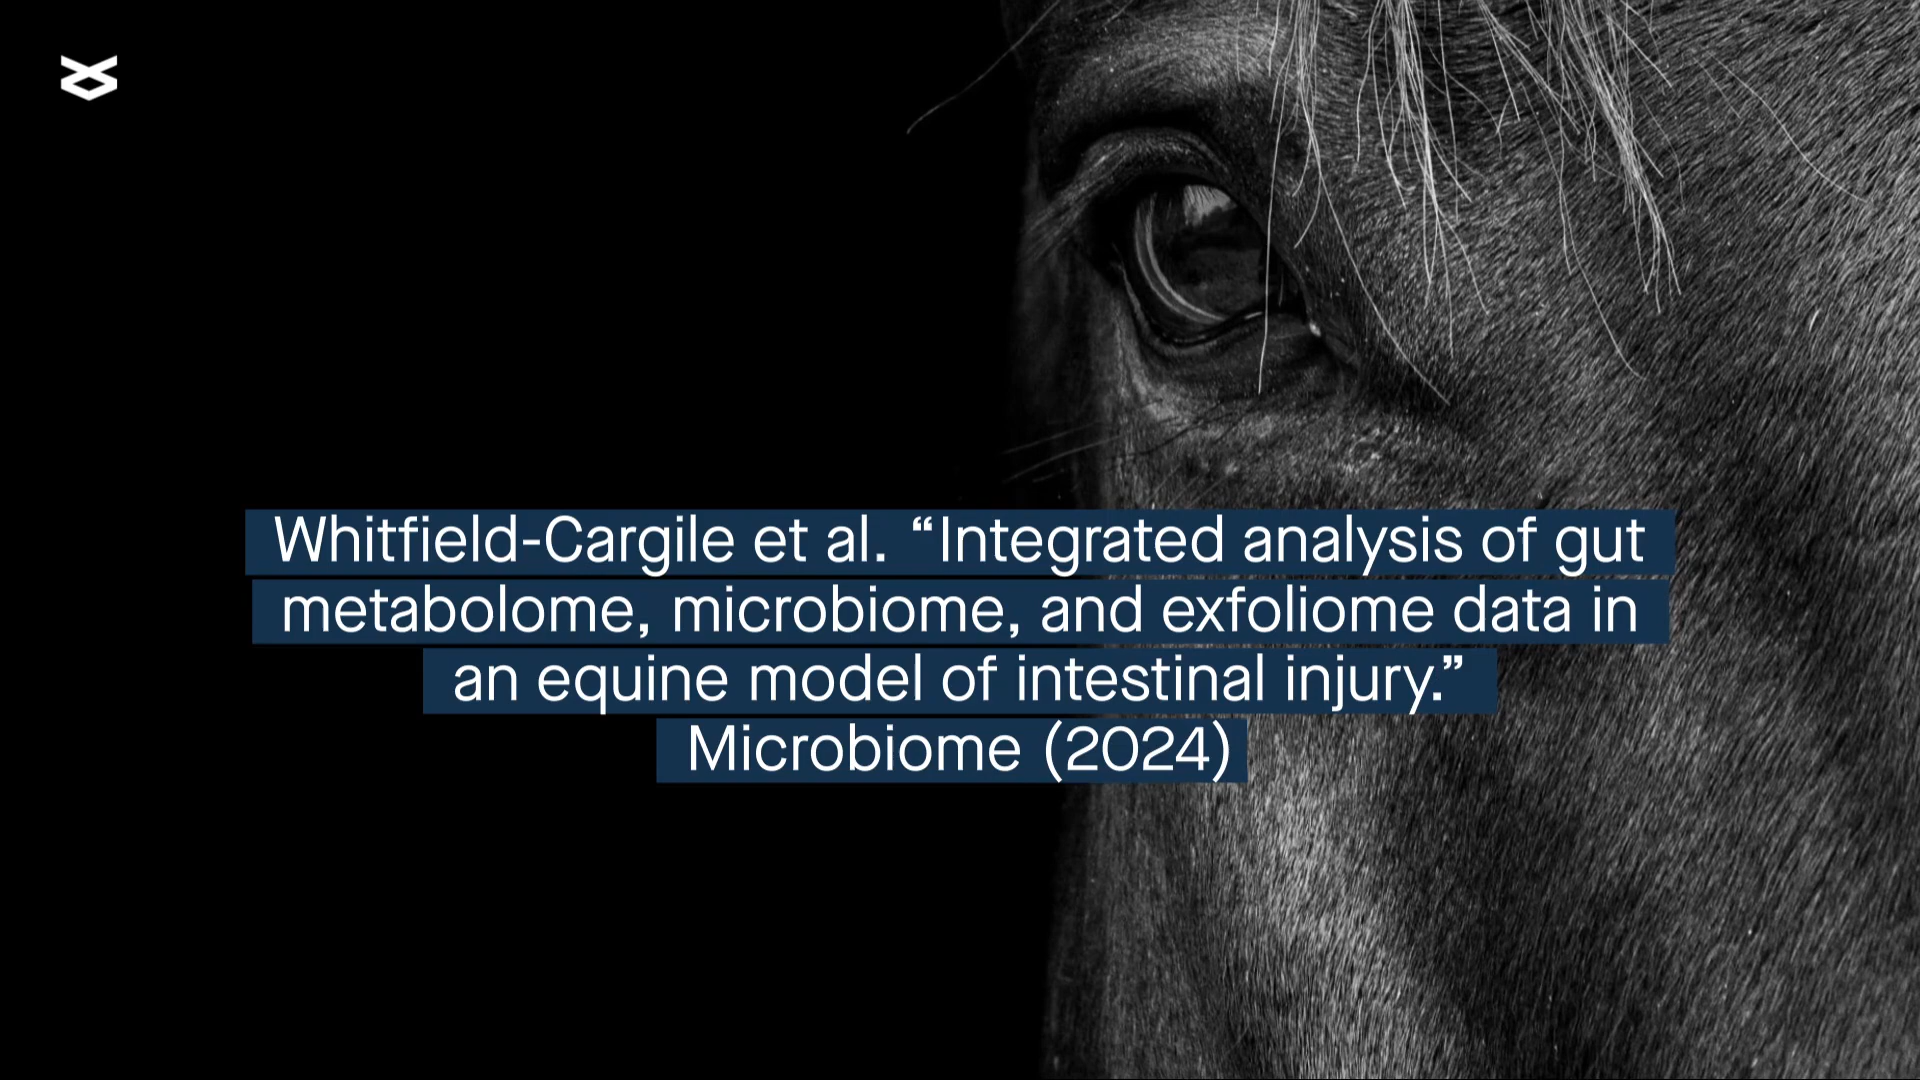 Whitfield-Cargile et al. “Integrated analysis of gut
metabolome, microbiome, and exfoliome data in
an equine model of intestinal injury.”
Microbiome (2024)